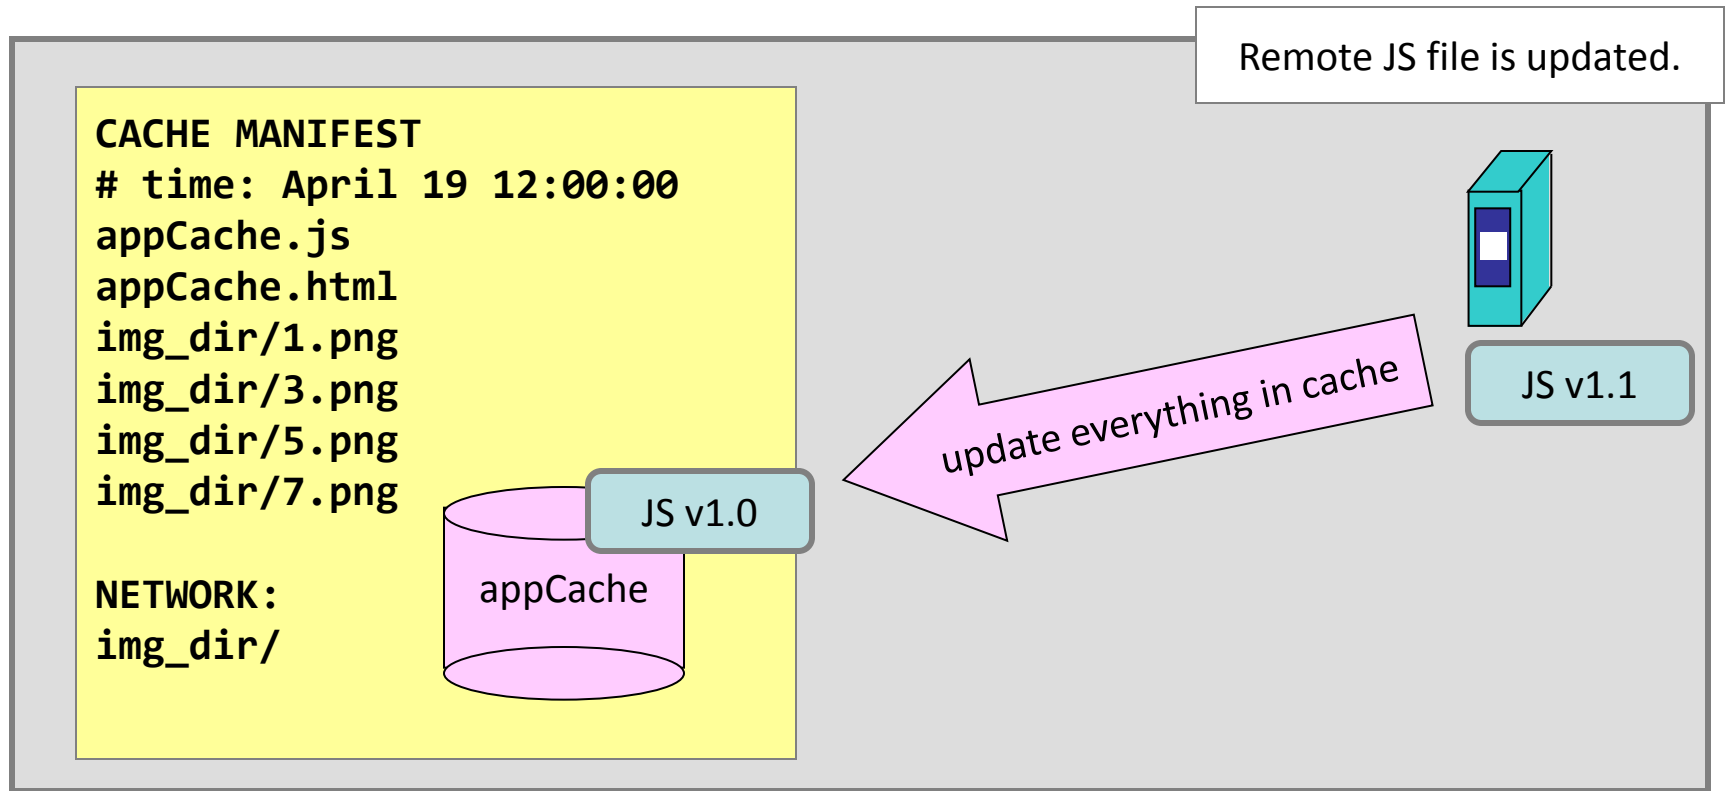 Remote JS file is updated.
CACHE MANIFEST
# time: April 19 12:00:00
appCache.js
appCache.html
img_dir/1.png
img_dir/3.png
img_dir/5.png
img_dir/7.png
NETWORK:
img_dir/
JS v1.0
appCache
update everything in cache
JS v1.1